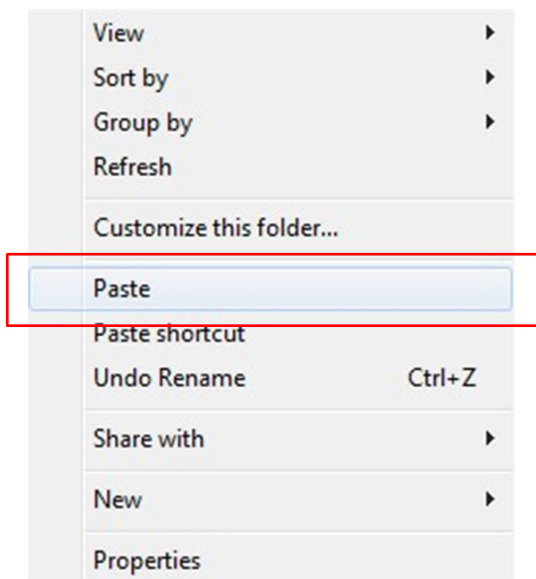 View
Sort by
Group by
Refresh
Customize this folder...
Paste
Paste shortcut
Undo Rename Ctrl+Z
Share with
New
Properties